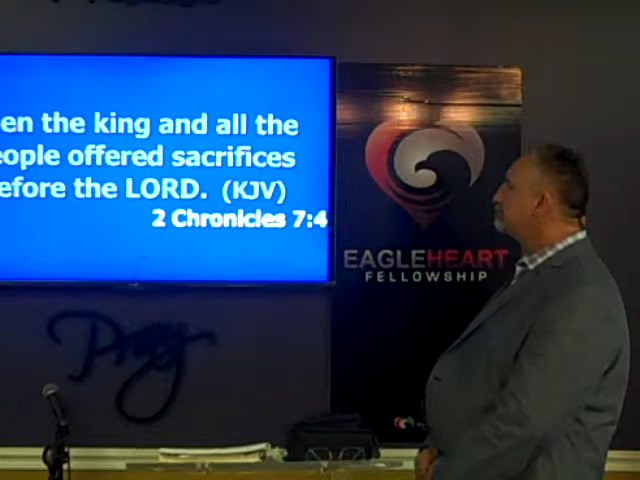 en the king and all the
eople offered sacrifices
efore the LORD. (KJV)
2 Chronicles 7:4
EAGLEHEART
FELLOWSHIP
Pray